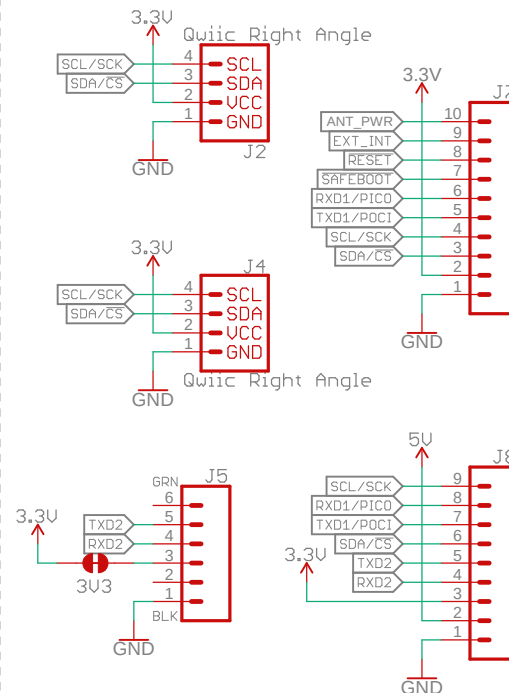 3.3V
Qwiic Right Angle
SCL/SCK 4 SCL
SDA/CS 3 SDA
2 VCC
1 GND
J2
GND
3.3V
J4
SCL/SCK 4 SCL
SDA/CS 3 SDA
2 VCC
1 GND
Qwiic Right Angle
GND
J5
GRN
6
3.3V
TXD2 5
RXD2 4
3
3V3
2
1
BLK
GND
3.3V
ANT_PWR 10
EXT_INT 9
RESET 8
SAFEBOOT 7
RXD1/PICO 6
TXD1/POCI 5
SCL/SCK 4
SDA/CS 3
2
1
GND
5V
J8
SCL/SCK 9
RXD1/PICO 8
TXD1/POCI 7
SDA/CS 6
3.3V
TXD2 5
RXD2 4
3
2
1
GND